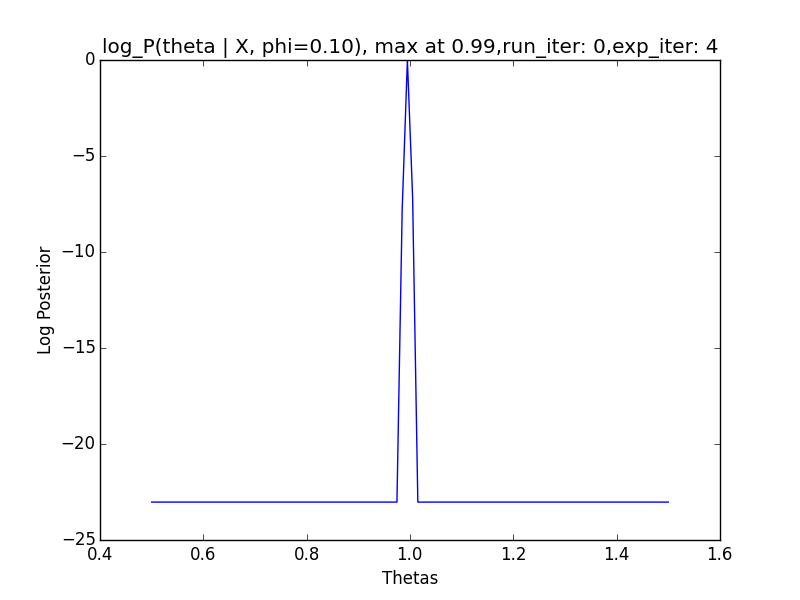 log_P(theta | X, phi=0.10), max at 0.99,run_iter: 0,exp_iter: 4
0
−5
−10
−15
−20
−25
Log Posterior
0.4 0.6 0.8 1.0 1.2 1.4 1.6
Thetas